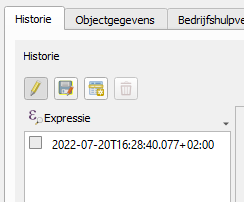 Historie Objectgegevens Bedrijfshulpve
Historie
Expressie
2022-07-20T16:28:40.077+02:00